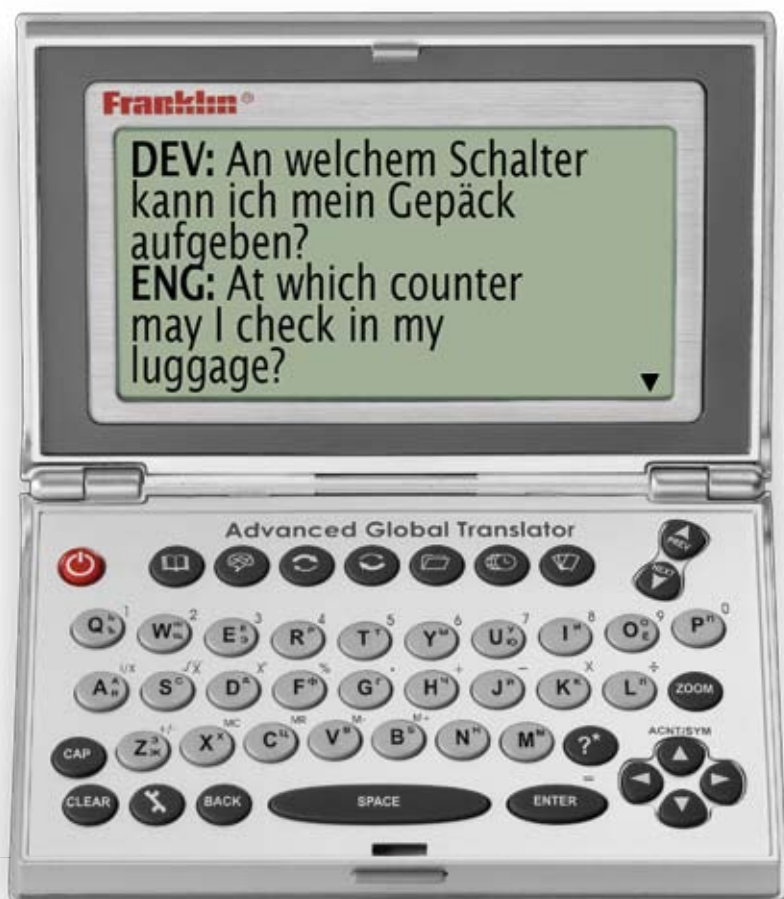 Franklin®
DEV: An welchem Schalter
kann ich mein Gepäck
aufgeben?
ENG: At which counter
may I check in my
luggage?
Advanced Global Translator
PREV
NEXT
1 2 3 4 5 6 7 8 9 0
Q W E R T Y U I O P
1/X √X X² % • + − X ÷
A S D F G H J K L ZOOM
+/- MC MR M- M+ ACNT/SYM
CAP Z X C V B N M ?*
=
CLEAR BACK SPACE ENTER